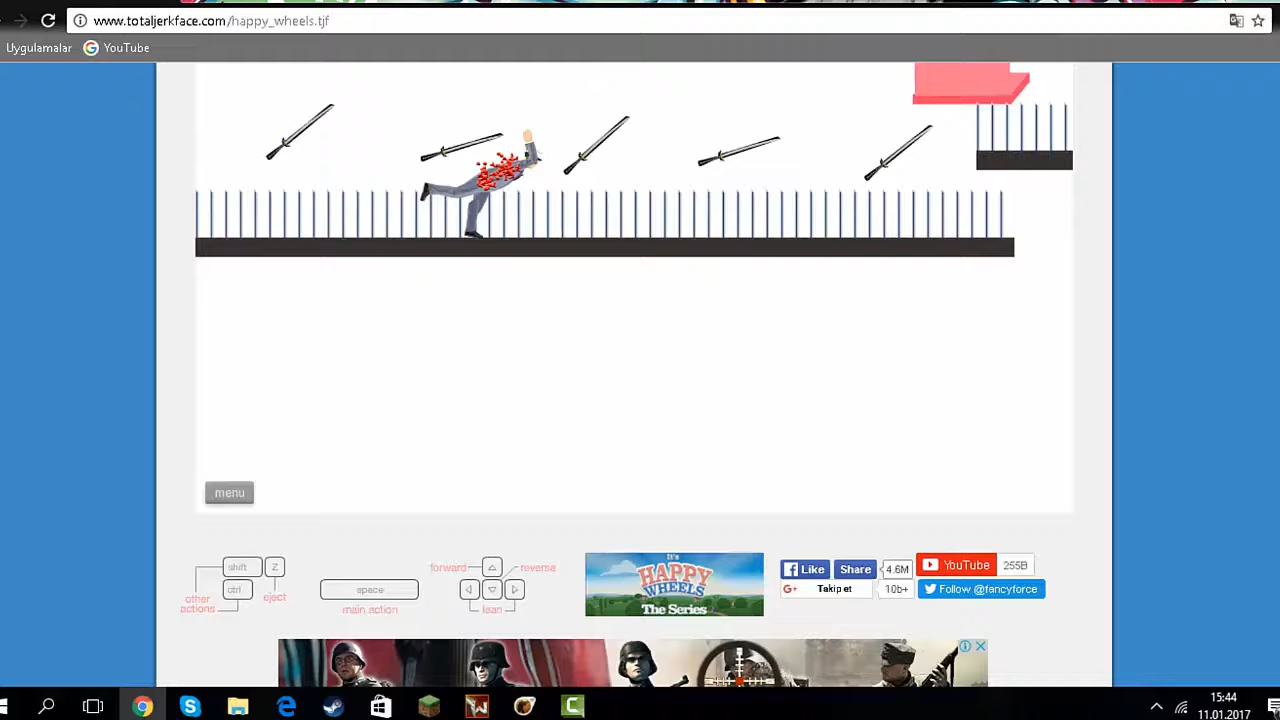 www.totaljerkface.com/happy_wheels.tjf
Uygulamalar
YouTube
menu
shift
Z
ctrl
eject
other
actions
space
main action
forward
reverse
lean
It's
HAPPY
WHEELS
The Series
Like
Share
4.6M
YouTube
255B
G+
Takip et
10b+
Follow @fancyforce
15:44
11.01.2017